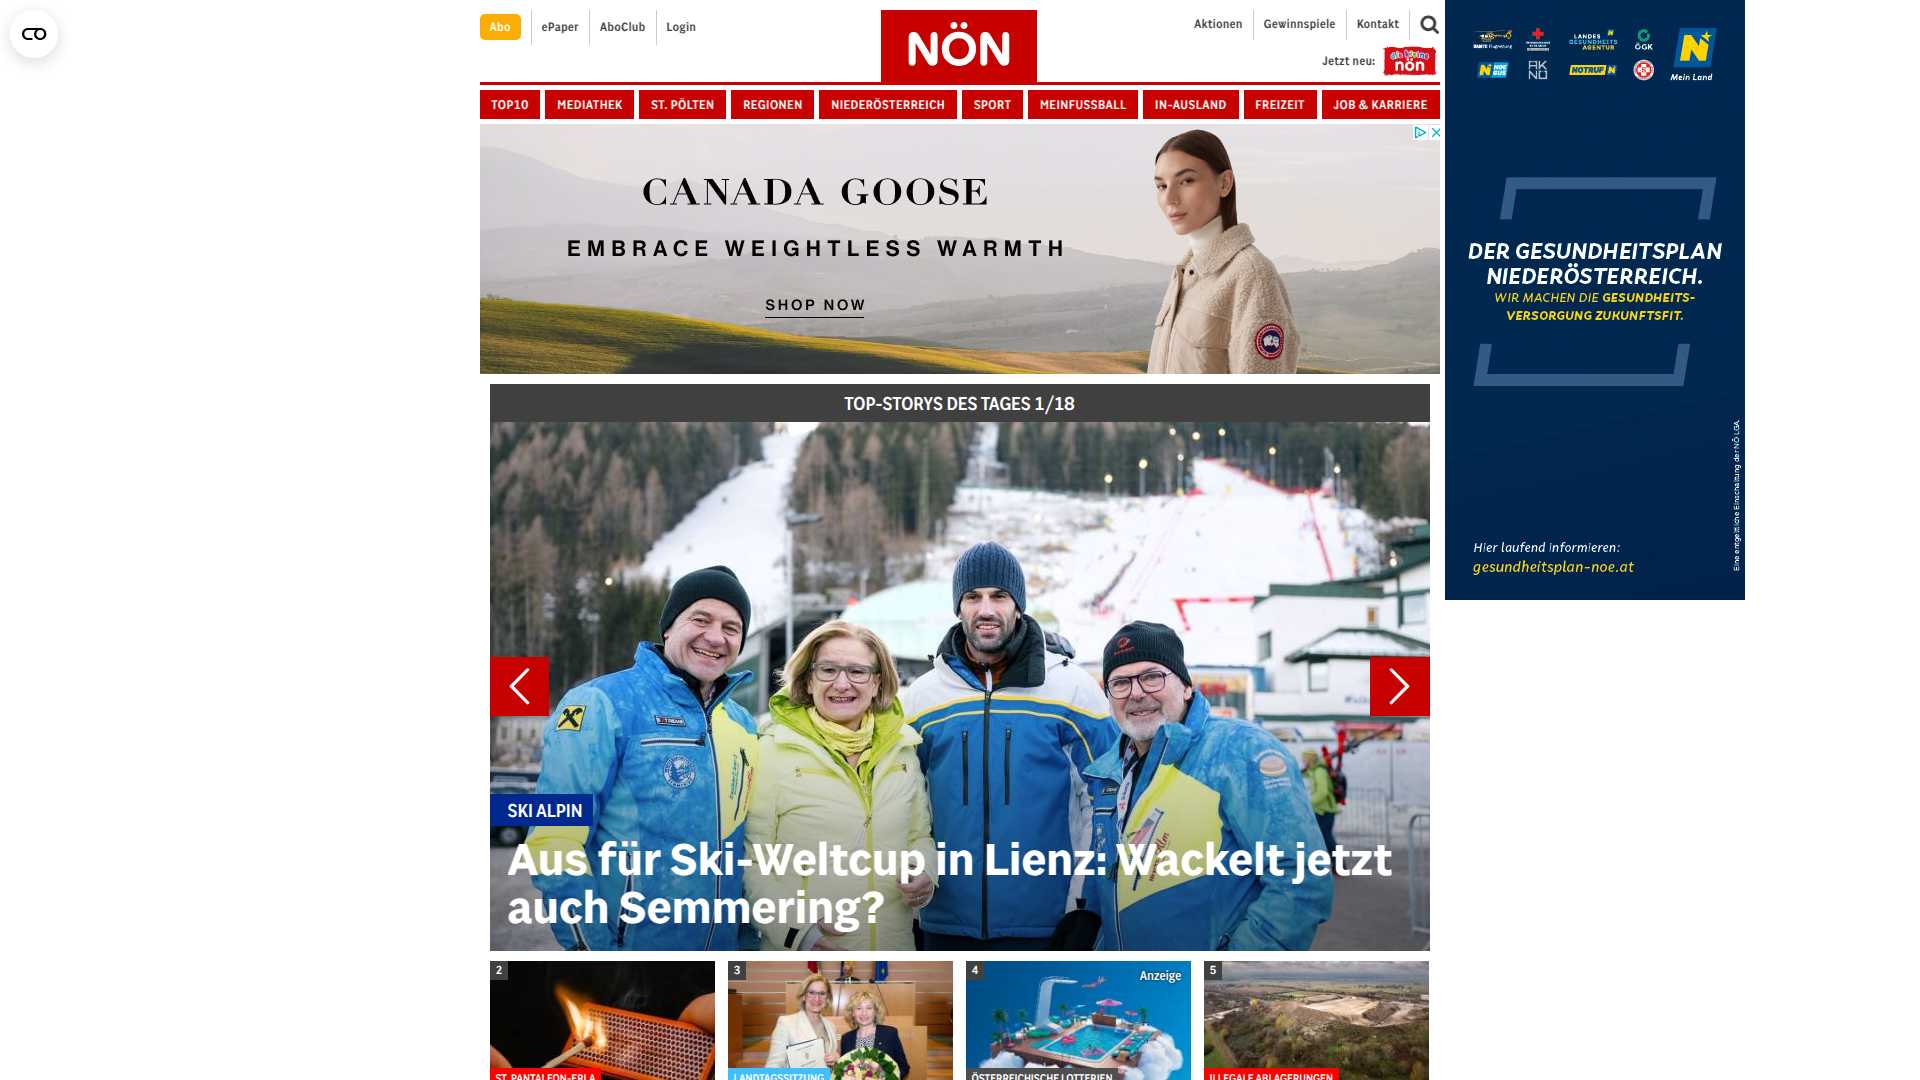 Abo
ePaper
AboClub
Login
NÖN
Aktionen
Gewinnspiele
Kontakt
Jetzt neu:
die kleine
nön
TOP10
MEDIATHEK
ST. PÖLTEN
REGIONEN
NIEDERÖSTERREICH
SPORT
MEINFUSSBALL
IN-AUSLAND
FREIZEIT
JOB & KARRIERE
CANADA GOOSE
EMBRACE WEIGHTLESS WARMTH
SHOP NOW
LANDES
GESUNDHEITS
AGENTUR
ÖGK
NOTRUF N
Mein Land
DER GESUNDHEITSPLAN
NIEDERÖSTERREICH.
WIR MACHEN DIE GESUNDHEITS-
VERSORGUNG ZUKUNFTSFIT.
Hier laufend informieren:
gesundheitsplan-noe.at
Eine entgeltliche Einschaltung der NÖ LGA.
TOP-STORYS DES TAGES 1/18
SKI ALPIN
Aus für Ski-Weltcup in Lienz: Wackelt jetzt
auch Semmering?
2
3
4
Anzeige
5
ST. PANTALEON-ERLA
LANDTAGSSITZUNG
ÖSTERREICHISCHE LOTTERIEN
ILLEGALE ABLAGERUNGEN